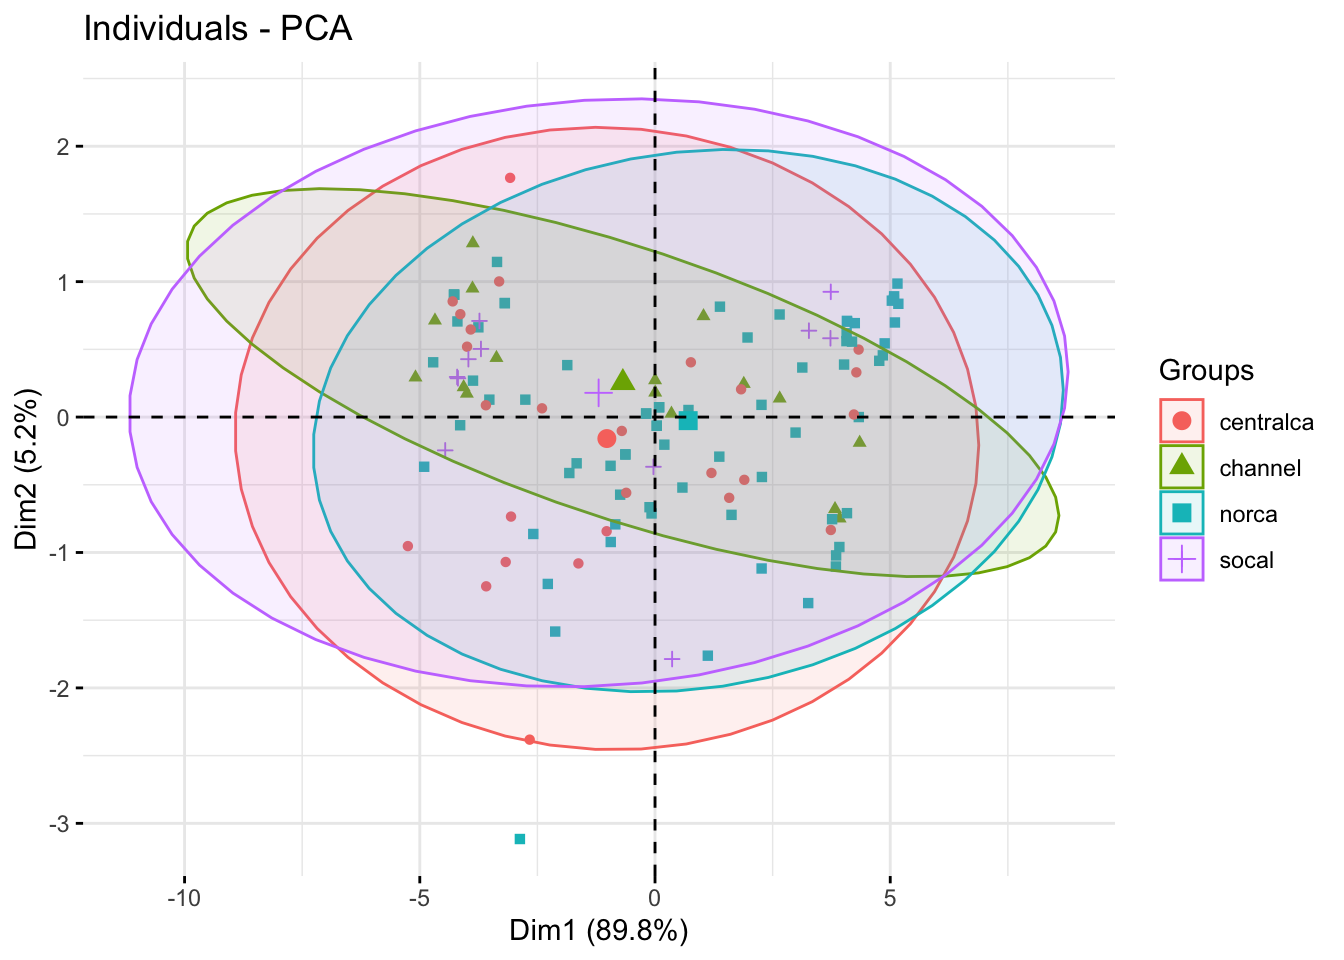 Individuals - PCA
2
1
0
-1
-2
-3
Dim2 (5.2%)
-10
-5
0
5
Dim1 (89.8%)
Groups
centralca
channel
norca
socal